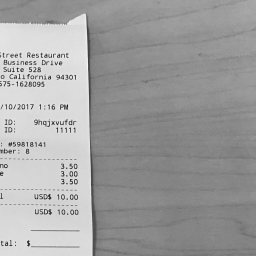 Street Restaurant
Business Drive
Suite 528
o California 94301
575-1628095
/10/2017 1:16 PM
ID: 9hqjxvufdr
ID: 11111
: #59818141
mber: 8
no 3.50
e 3.00
3.50
l USD$ 10.00
USD$ 10.00
tal: $